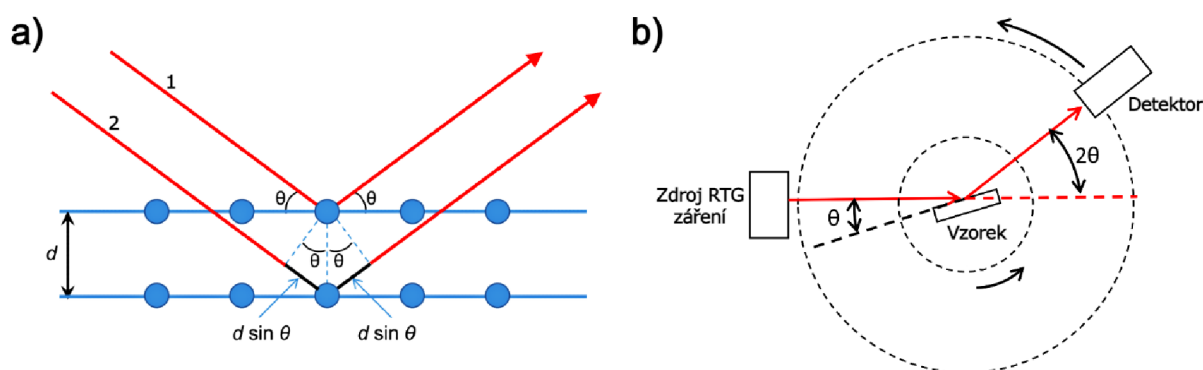 a)
1
2
θ
θ
d
θ
θ
d sin θ
d sin θ
b)
Detektor
2θ
Zdroj RTG
záření
θ
Vzorek